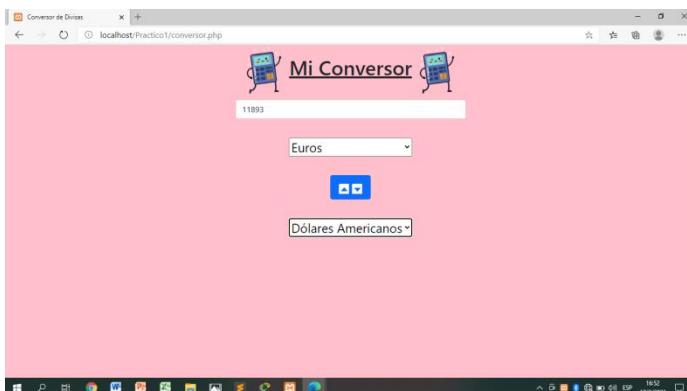 Conversor de Divisas
localhost/Practico1/conversor.php
Mi Conversor
11893
Euros
Dólares Americanos
ESP
16:52